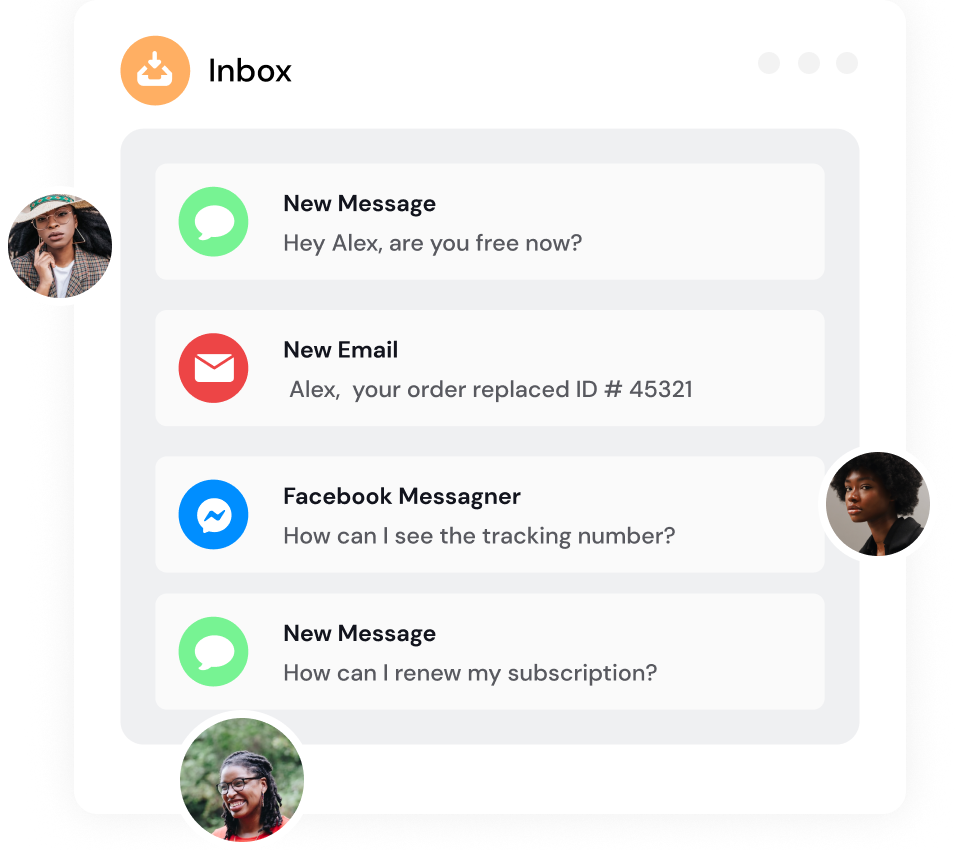 Inbox
New Message
Hey Alex, are you free now?
New Email
Alex,  your order replaced ID # 45321
Facebook Messagner
How can I see the tracking number?
New Message
How can I renew my subscription?